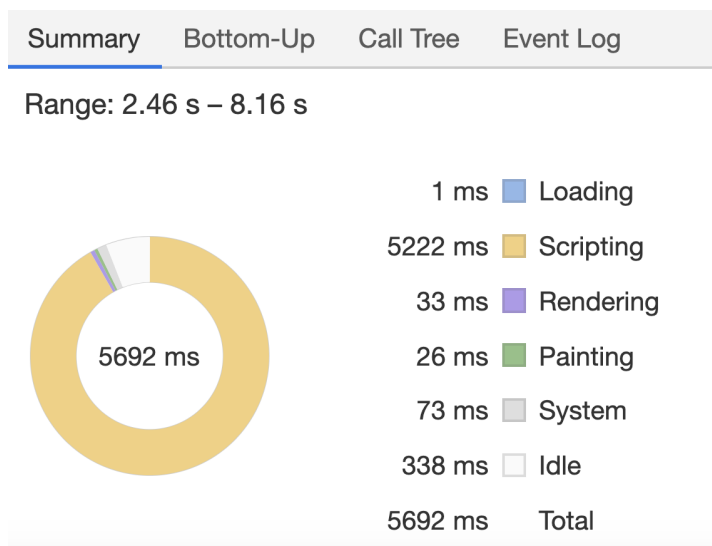 Summary Bottom-Up Call Tree Event Log
Range: 2.46 s – 8.16 s
1 ms Loading
5222 ms Scripting
33 ms Rendering
5692 ms
26 ms Painting
73 ms System
338 ms Idle
5692 ms Total